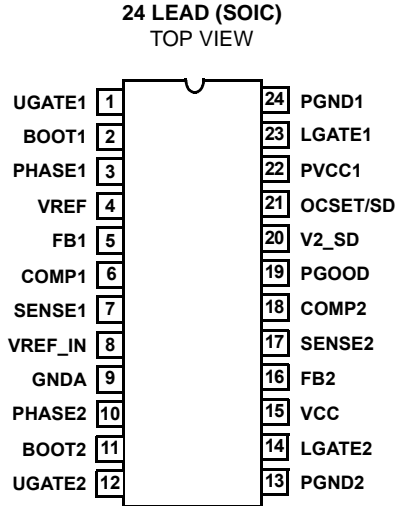 24 LEAD (SOIC)
TOP VIEW
UGATE1 1 24 PGND1
BOOT1 2 23 LGATE1
PHASE1 3 22 PVCC1
VREF 4 21 OCSET/SD
FB1 5 20 V2_SD
COMP1 6 19 PGOOD
SENSE1 7 18 COMP2
VREF_IN 8 17 SENSE2
GNDA 9 16 FB2
PHASE2 10 15 VCC
BOOT2 11 14 LGATE2
UGATE2 12 13 PGND2